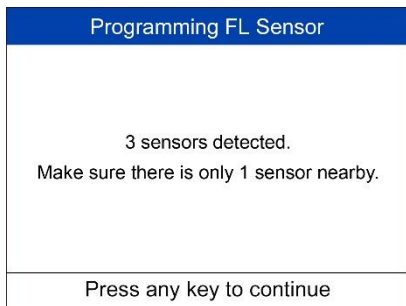 Programming FL Sensor
3 sensors detected.
Make sure there is only 1 sensor nearby.
Press any key to continue